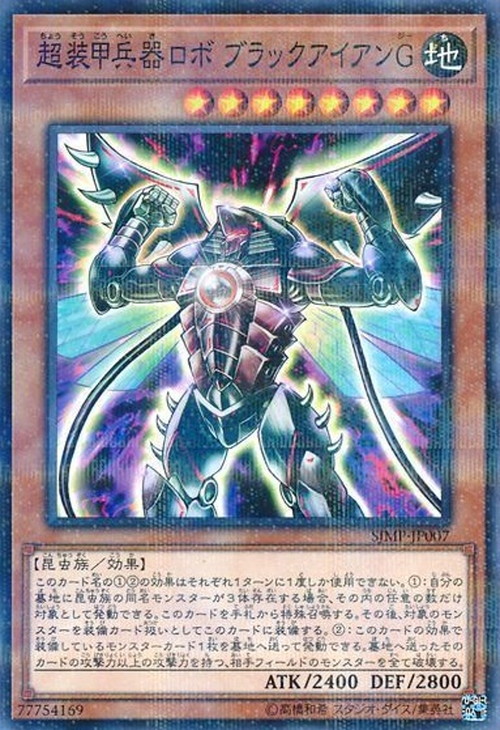 超装甲兵器ロボ ブラックアイアンG 地
SJMP-JP007
【昆虫族/効果】
このカード名の①②の効果はそれぞれ1ターンに1度しか使用できない。①:自分の
墓地に昆虫族の同名モンスターが3体存在する場合、その内の任意の数だけ
対象として発動できる。このカードを手札から特殊召喚する。その後、対象のモン
スターを装備カード扱いとしてこのカードに装備する。②:このカードの効果で
装備しているモンスターカード1枚を墓地へ送って発動できる。墓地へ送ったその
カードの攻撃力以上の攻撃力を持つ、相手フィールドのモンスターを全て破壊する。
ATK/2400 DEF/2800
77754169 ©高橋和希 スタジオ・ダイス/集英社